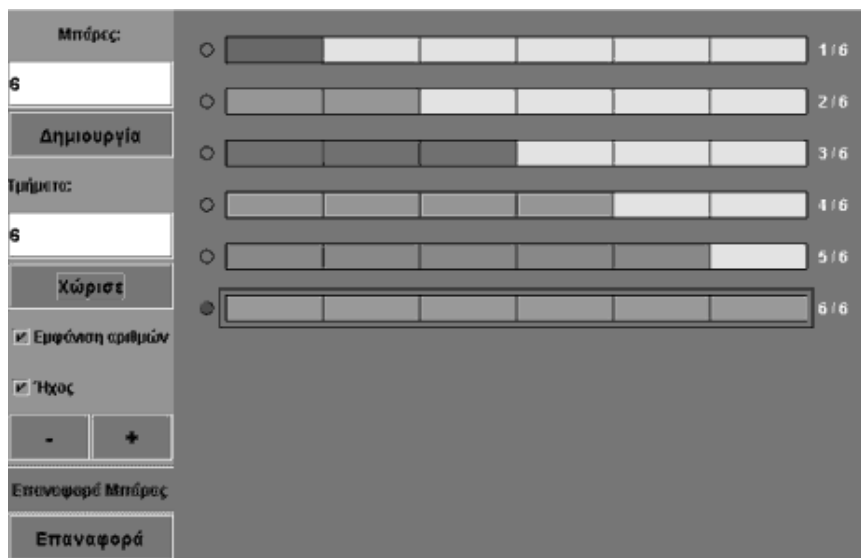 Μπάρες:
6
Δημιουργία
Τμήματα:
6
Χώρισε
Εμφάνιση αριθμών
Ήχος
- +
Επαναφορά Μπάρας
Επαναφορά
1/6
2/6
3/6
4/6
5/6
6/6